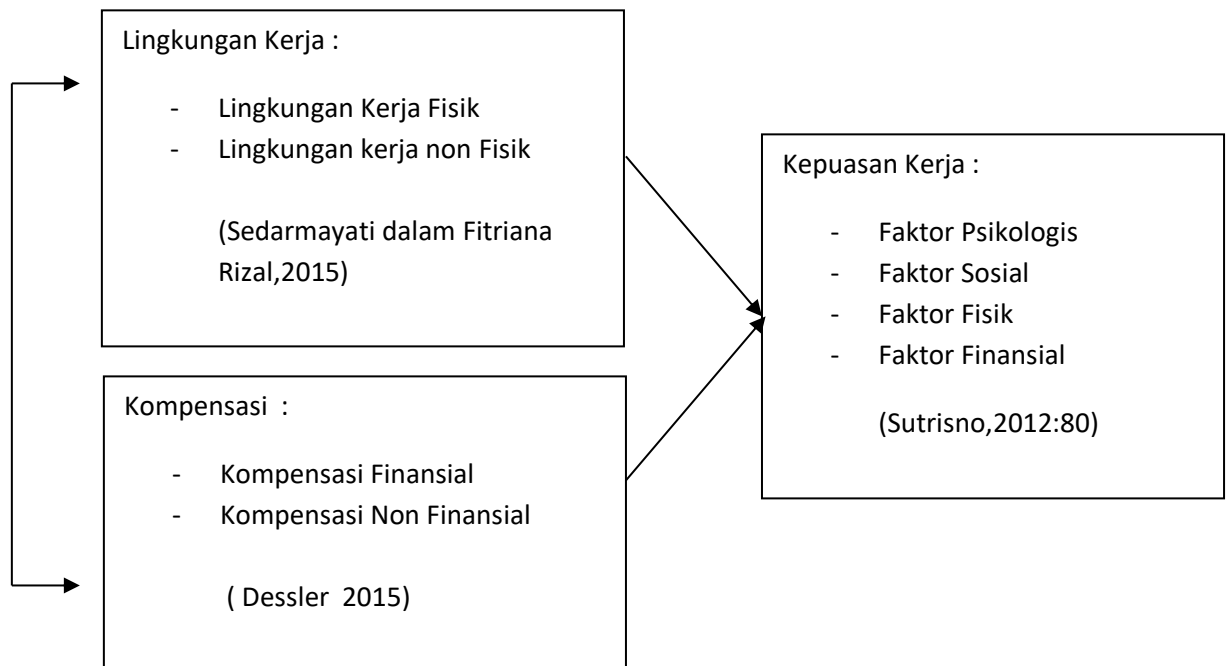 Lingkungan Kerja :
- Lingkungan Kerja Fisik
- Lingkungan kerja non Fisik
(Sedarmayati dalam Fitriana
Rizal,2015)
Kompensasi :
- Kompensasi Finansial
- Kompensasi Non Finansial
( Dessler 2015)
Kepuasan Kerja :
- Faktor Psikologis
- Faktor Sosial
- Faktor Fisik
- Faktor Finansial
(Sutrisno,2012:80)